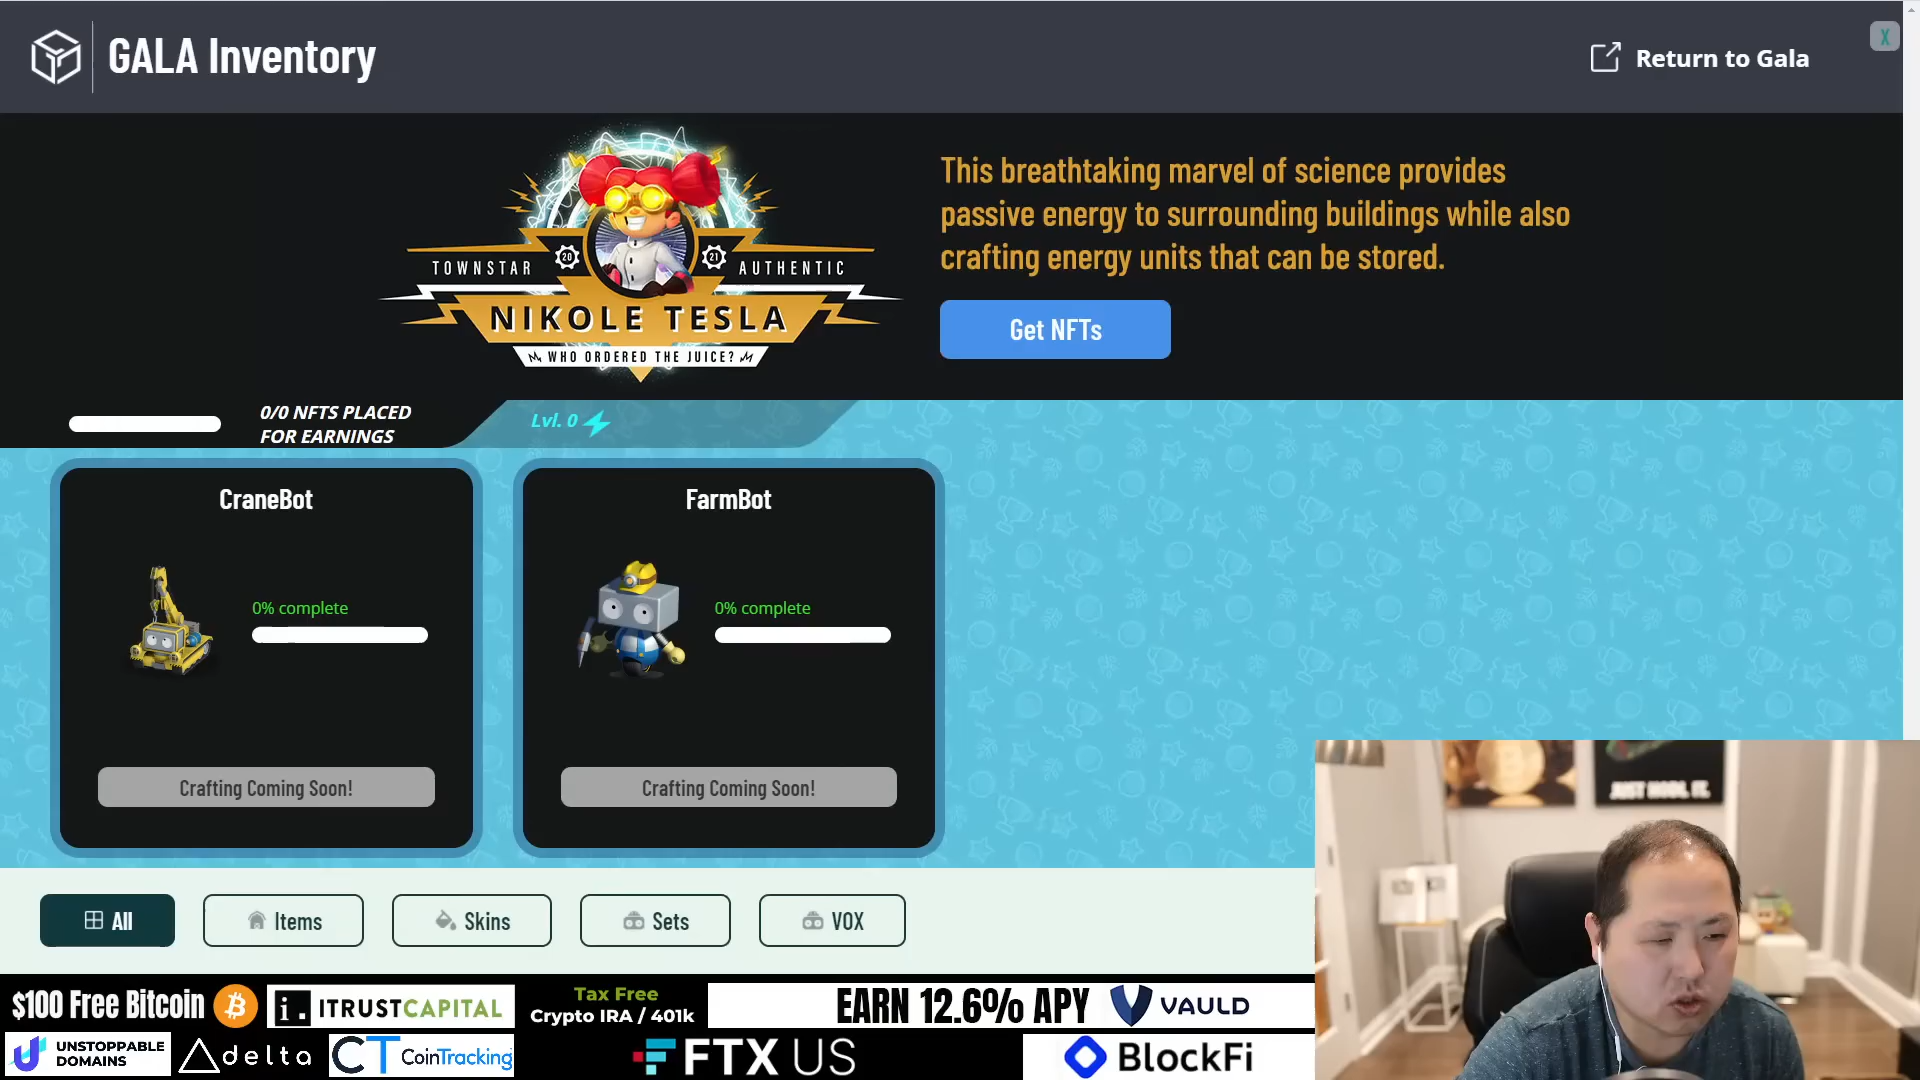 GALA Inventory
Return to Gala
X
TOWNSTAR
20
21
AUTHENTIC
NIKOLE TESLA
WHO ORDERED THE JUICE?
This breathtaking marvel of science provides
passive energy to surrounding buildings while also
crafting energy units that can be stored.
Get NFTs
0/0 NFTS PLACED
FOR EARNINGS
Lvl. 0
CraneBot
0% complete
Crafting Coming Soon!
FarmBot
0% complete
Crafting Coming Soon!
All
Items
Skins
Sets
VOX
JUST HODL IT.
$100 Free Bitcoin
i.
ITRUSTCAPITAL
Tax Free
Crypto IRA / 401k
EARN 12.6% APY
VAULD
UNSTOPPABLE
DOMAINS
delta
CT CoinTracking
FTX US
BlockFi